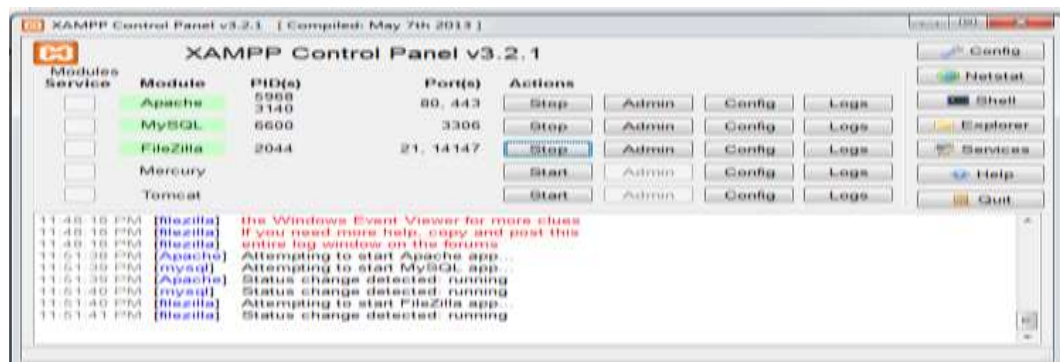 XAMPP Control Panel v3.2.1 [ Compiled: May 7th 2013 ]
XAMPP Control Panel v3.2.1
Config
Modules
Service Module PID(s) Port(s) Actions
Netstat
Apache 5968 3140 80, 443 Stop Admin Config Logs
Shell
MySQL 6600 3306 Stop Admin Config Logs
Explorer
FileZilla 2044 21, 14147 Stop Admin Config Logs
Services
Mercury Start Admin Config Logs
Help
Tomcat Start Admin Config Logs
Quit
11:48:16 PM [filezilla] the Windows Event Viewer for more clues
11:48:16 PM [filezilla] If you need more help, copy and post this
11:48:16 PM [filezilla] entire log window on the forums
11:51:38 PM [Apache] Attempting to start Apache app...
11:51:39 PM [mysql] Attempting to start MySQL app...
11:51:39 PM [Apache] Status change detected: running
11:51:40 PM [mysql] Status change detected: running
11:51:40 PM [filezilla] Attempting to start FileZilla app...
11:51:41 PM [filezilla] Status change detected: running